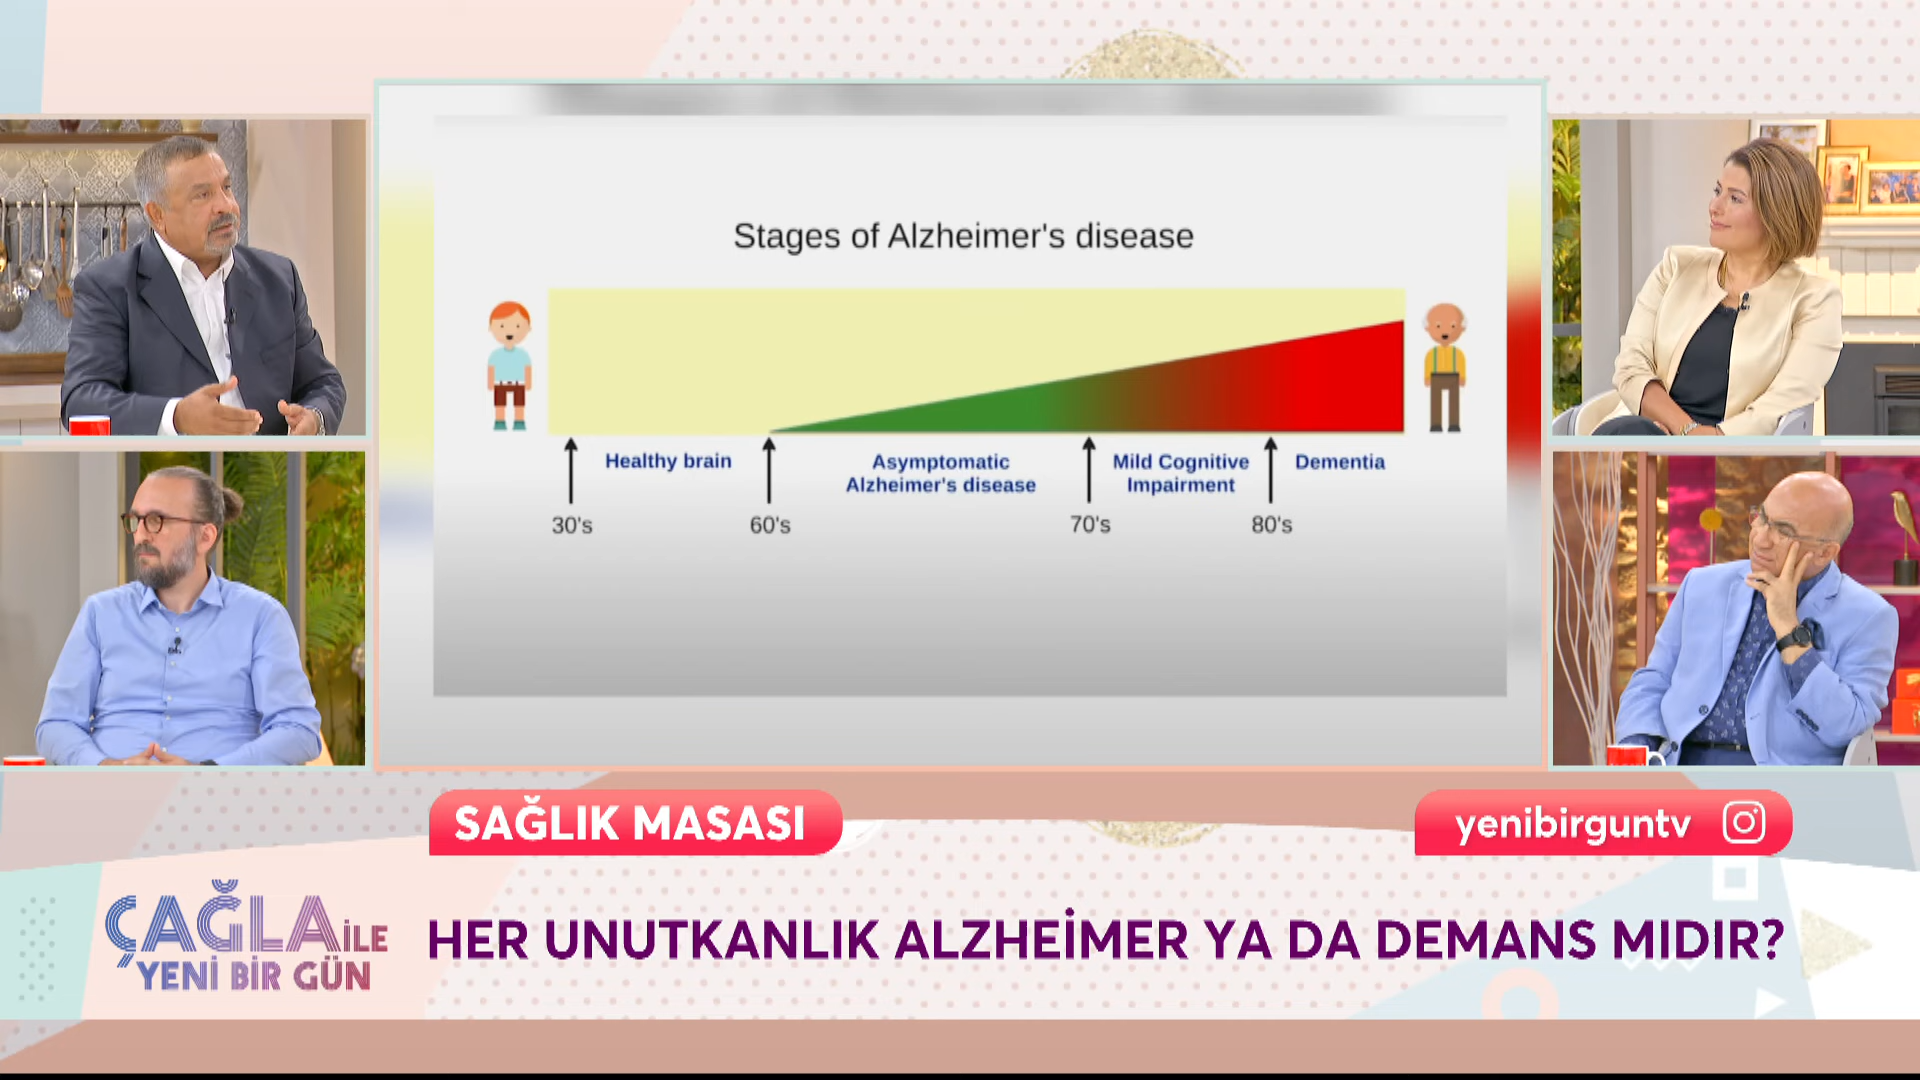 Stages of Alzheimer's disease
Healthy brain
Asymptomatic
Alzheimer's disease
Mild Cognitive
Impairment
Dementia
30's
60's
70's
80's
SAĞLIK MASASI
yenibirguntv
ÇAĞLA İLE
YENİ BİR GÜN
HER UNUTKANLIK ALZHEİMER YA DA DEMANS MIDIR?